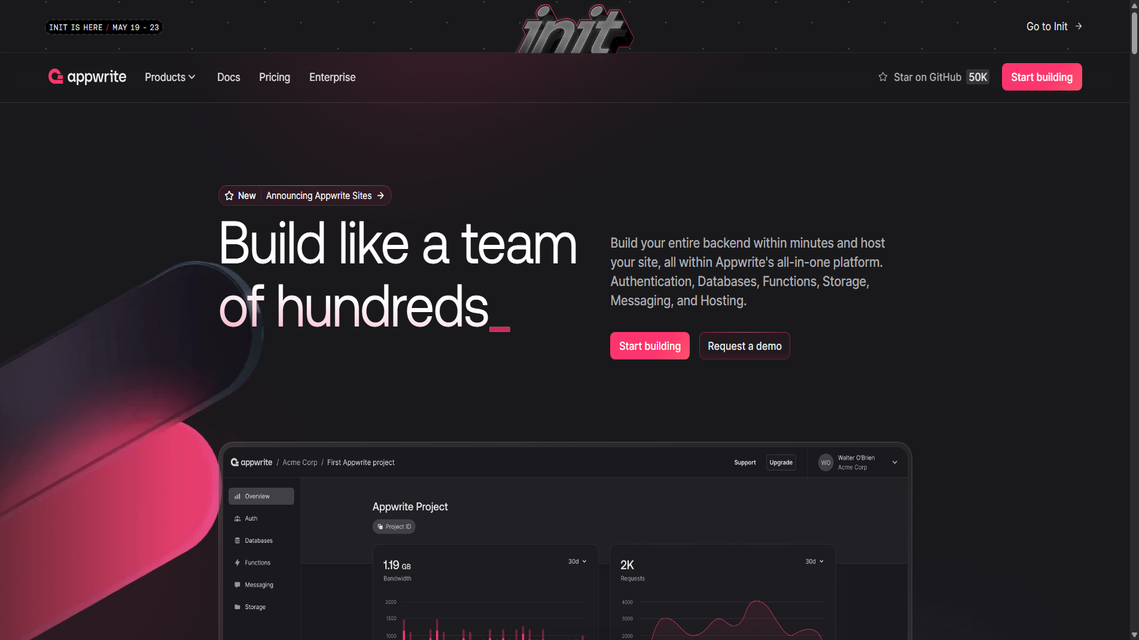 INIT IS HERE / MAY 19 - 23
init
Go to Init →
appwrite
Products
Docs
Pricing
Enterprise
Star on GitHub 50K
Start building
New Announcing Appwrite Sites →
Build like a team
of hundreds_
Build your entire backend within minutes and host
your site, all within Appwrite's all-in-one platform.
Authentication, Databases, Functions, Storage,
Messaging, and Hosting.
Start building
Request a demo
appwrite / Acme Corp / First Appwrite project
Support
Upgrade
WO
Walter O'Brien
Acme Corp
Overview
Auth
Databases
Functions
Messaging
Storage
Appwrite Project
Project ID
1.19 GB
30d
Bandwidth
2000
1500
1000
2K
30d
Requests
4000
3000
2000